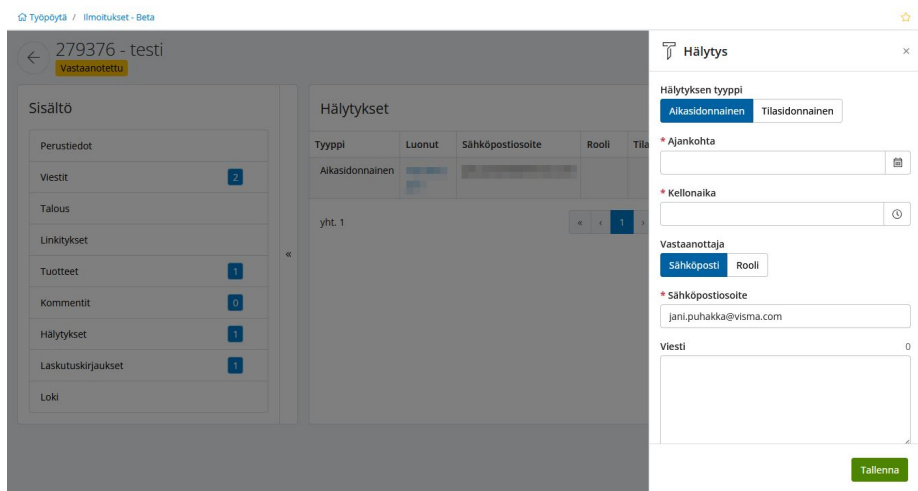 Työpöytä / Ilmoitukset - Beta
279376 - testi
Vastaanotettu
Sisältö
Perustiedot
Viestit 2
Talous
Linkitykset
Tuotteet 1
Kommentit 0
Hälytykset 1
Laskutuskirjaukset 1
Loki
«
Hälytykset
Tyyppi Luonut Sähköpostiosoite Rooli Tila
Aikasidonnainen
yht. 1 « ‹ 1 ›
Hälytys ×
Hälytyksen tyyppi
Aikasidonnainen Tilasidonnainen
* Ajankohta
* Kellonaika
Vastaanottaja
Sähköposti Rooli
* Sähköpostiosoite
jani.puhakka@visma.com
Viesti 0
Tallenna